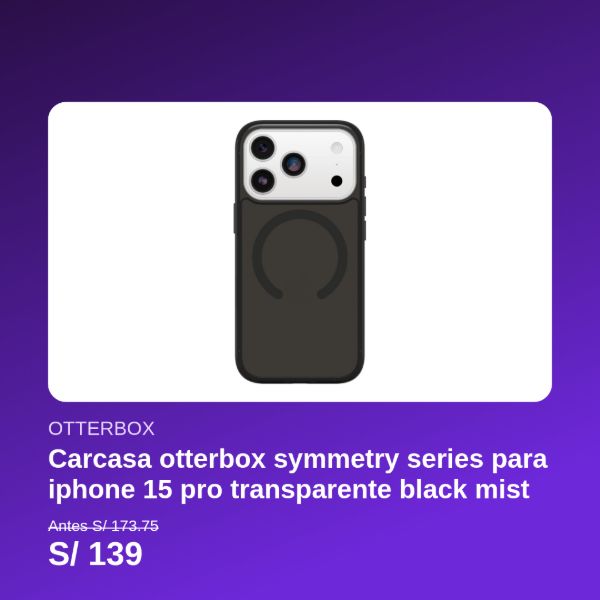 OTTERBOX
Carcasa otterbox symmetry series para
iphone 15 pro transparente black mist
Antes S/ 173.75
S/ 139